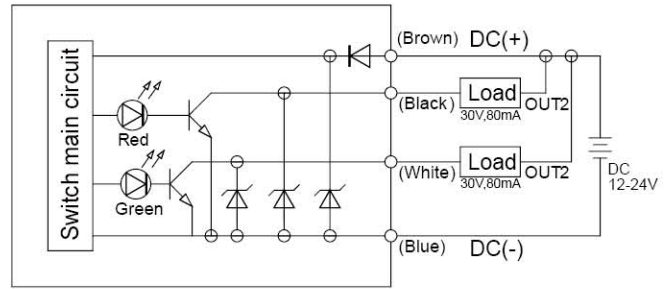 Switch main circuit
(Brown) DC(+)
(Black) Load OUT2
30V,80mA
Red
(White) Load OUT2
30V,80mA
DC
12-24V
Green
(Blue) DC(-)